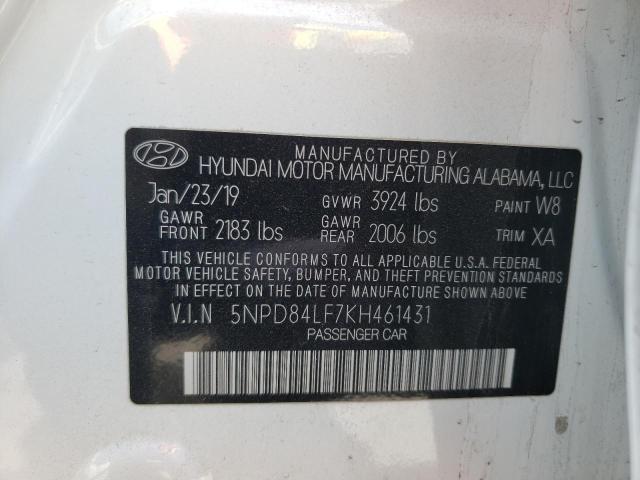 MANUFACTURED BY
HYUNDAI MOTOR MANUFACTURING ALABAMA, LLC
Jan/23/19 GVWR 3924 lbs PAINT W8
GAWR FRONT 2183 lbs GAWR REAR 2006 lbs TRIM XA
THIS VEHICLE CONFORMS TO ALL APPLICABLE U.S.A. FEDERAL
MOTOR VEHICLE SAFETY, BUMPER, AND THEFT PREVENTION STANDARDS
IN EFFECT ON THE DATE OF MANUFACTURE SHOWN ABOVE
V.I.N 5NPD84LF7KH461431
PASSENGER CAR